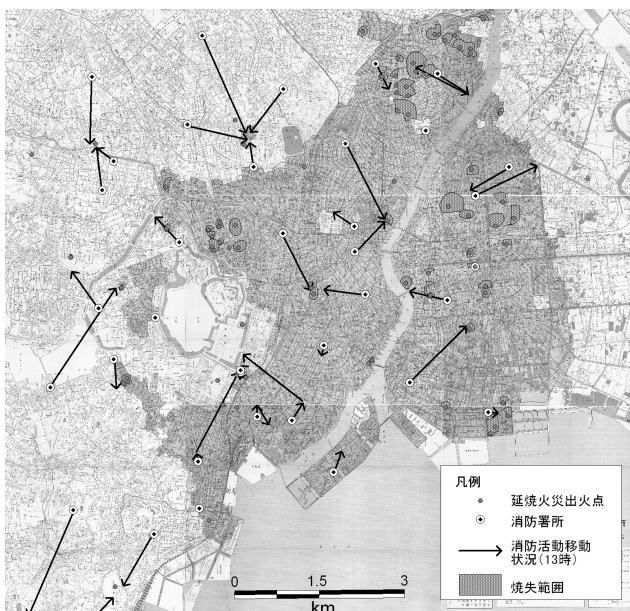 凡例
延焼火災出火点
消防署所
消防活動移動
状況(13時)
焼失範囲
0 1.5 3
km